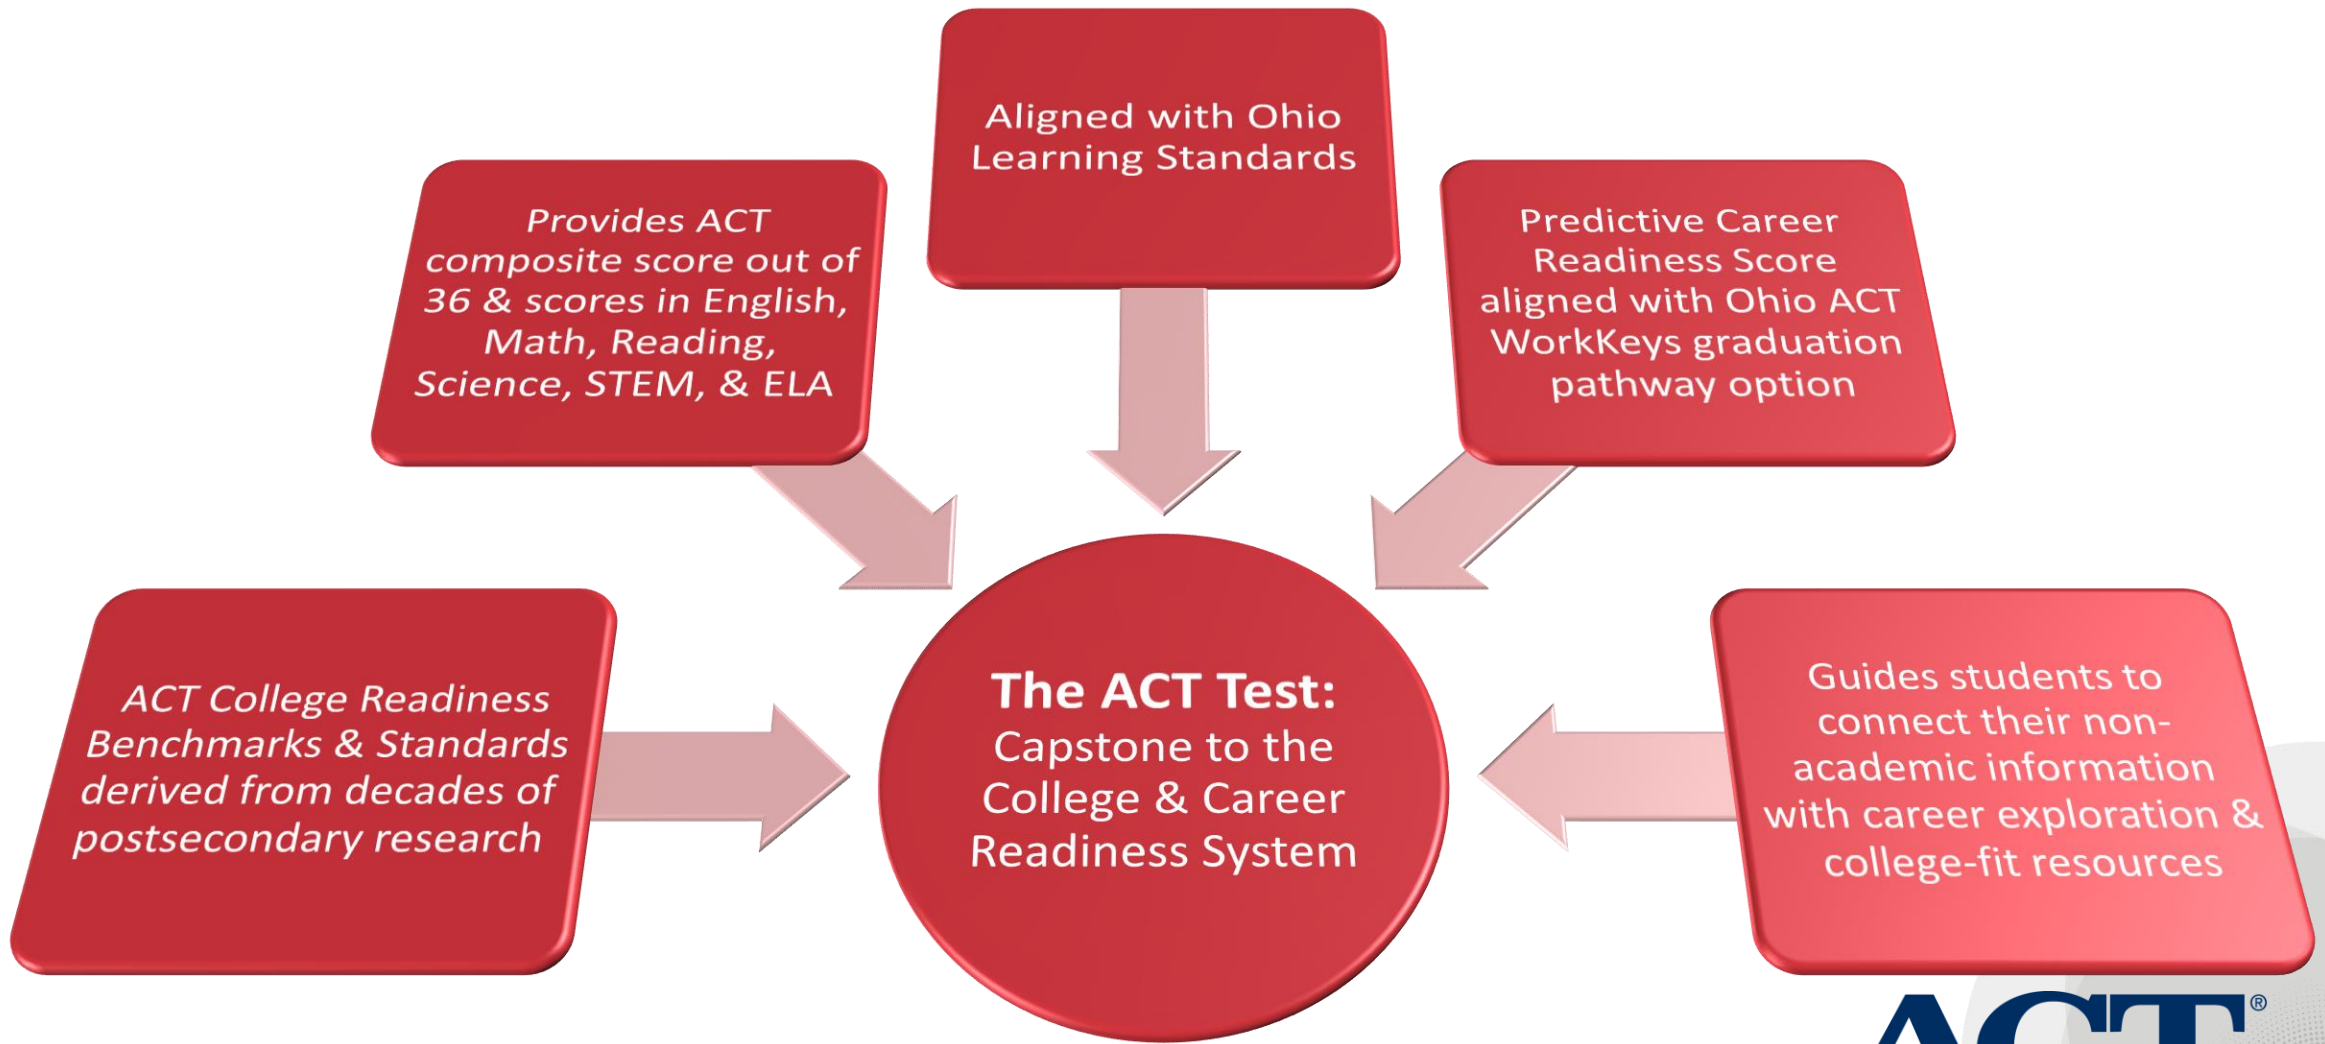 Aligned with Ohio
Learning Standards
Provides ACT
composite score out of
36 & scores in English,
Math, Reading,
Science, STEM, & ELA
Predictive Career
Readiness Score
aligned with Ohio ACT
WorkKeys graduation
pathway option
ACT College Readiness
Benchmarks & Standards
derived from decades of
postsecondary research
The ACT Test:
Capstone to the
College & Career
Readiness System
Guides students to
connect their non-
academic information
with career exploration &
college-fit resources
ACT®